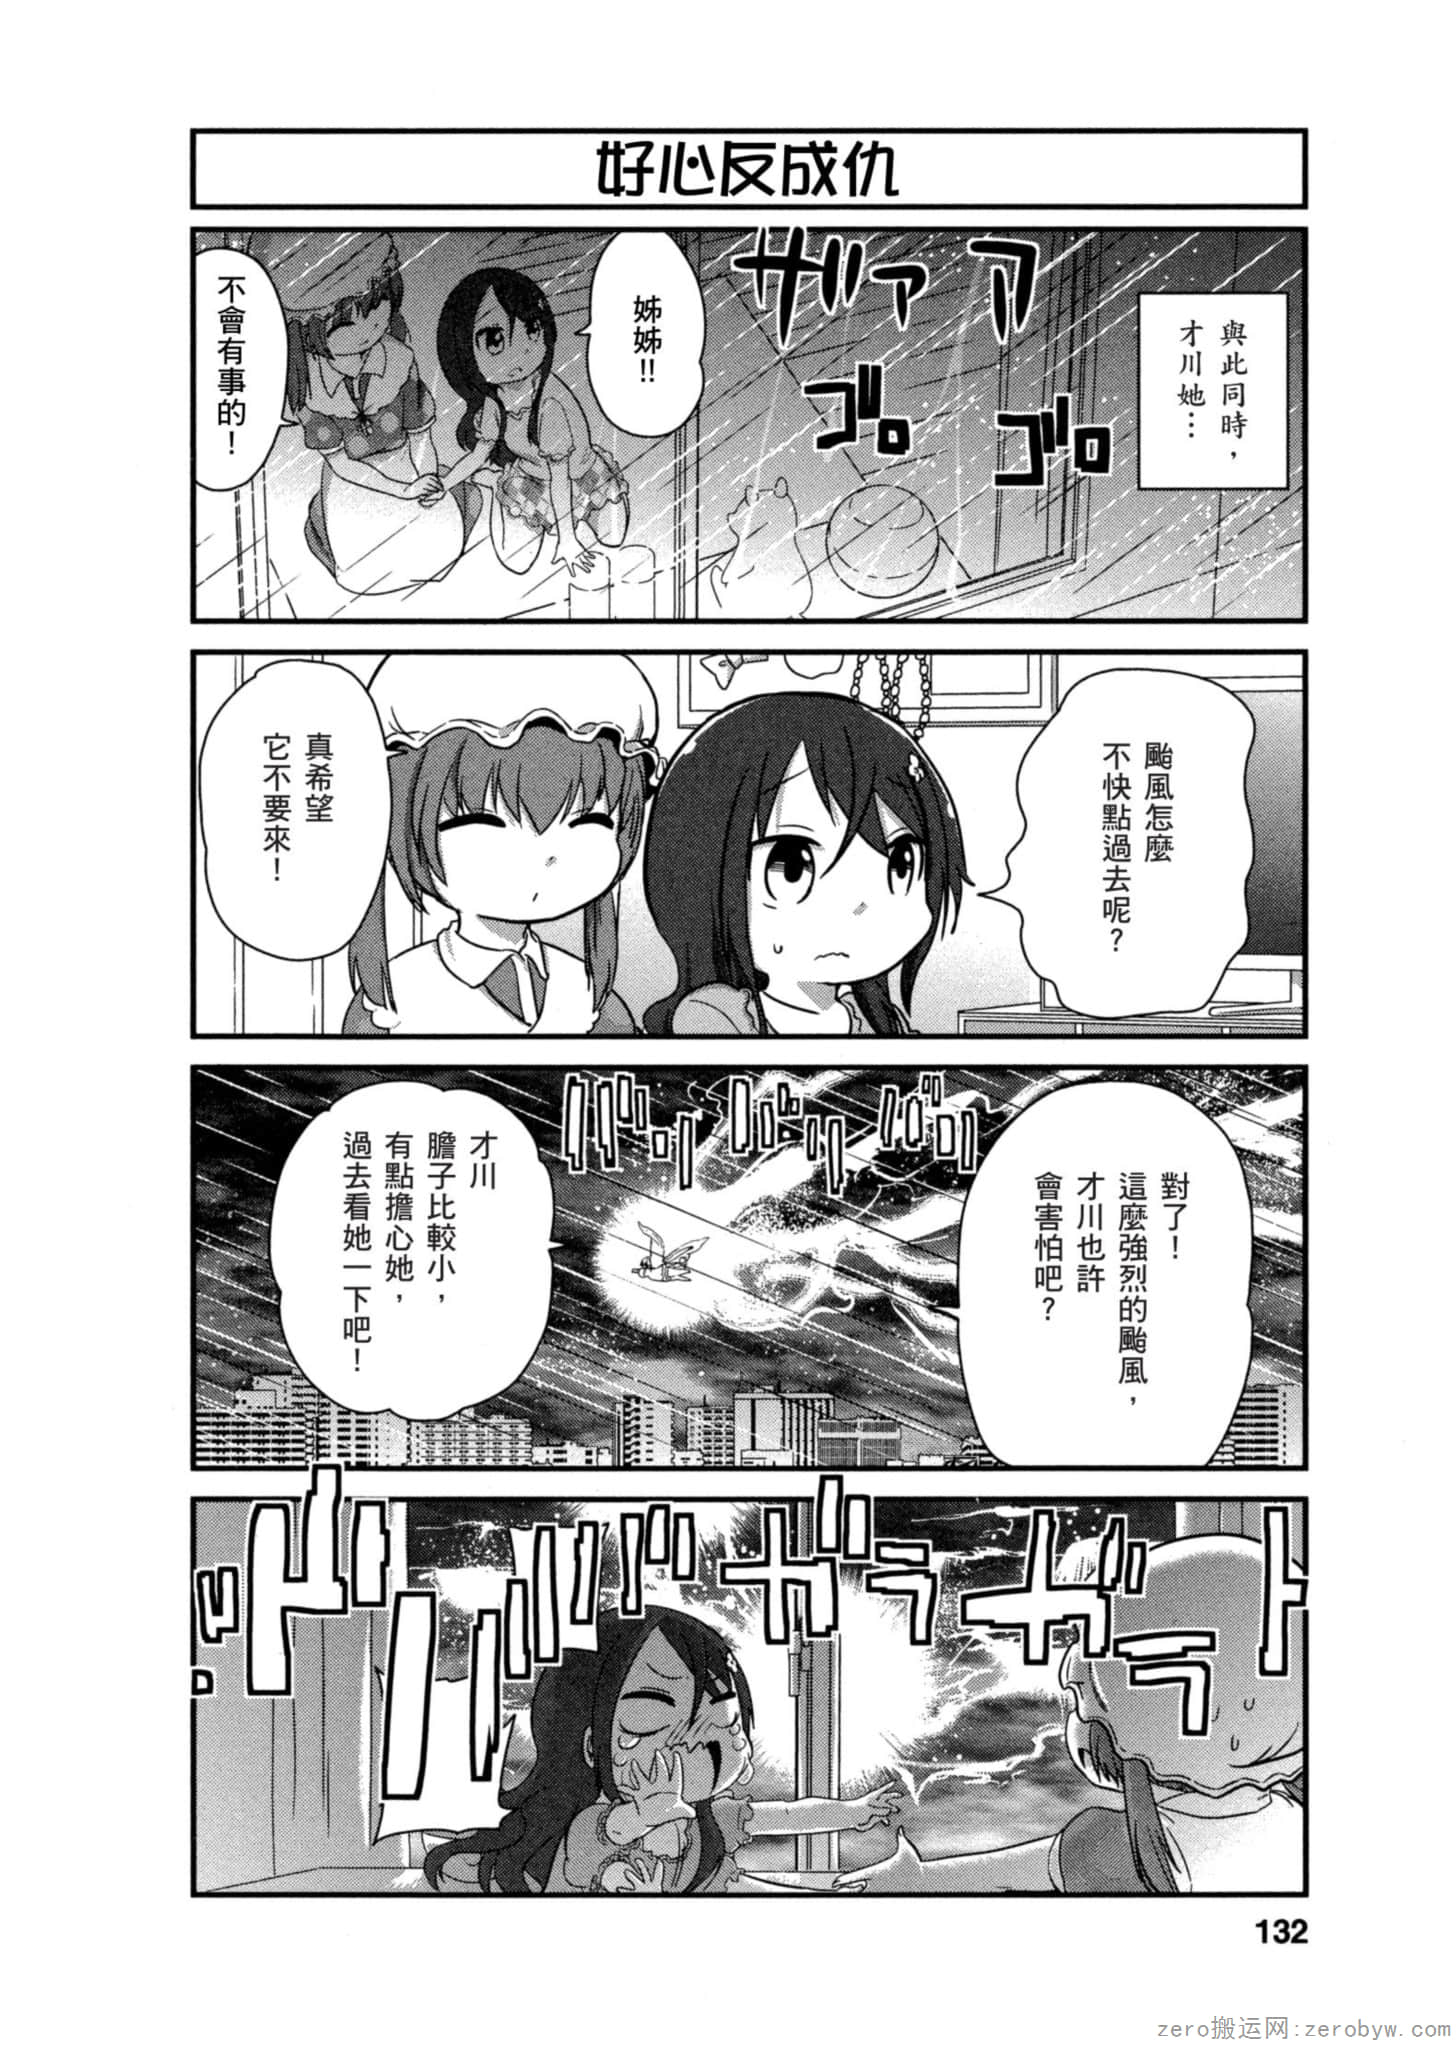 好心反成仇
與此同時，
才川她…
ザァァ
ゴロ
ゴロ
姊姊!!
不會有事的！
颱風怎麼
不快點過去呢？
真希望
它不要來！
對了！
這麼強烈的颱風，
才川也許
會害怕吧？
才川
膽子比較小，
有點擔心她，
過去看她一下吧！
ガラガラ
132
zero搬运网:zerobyw.com